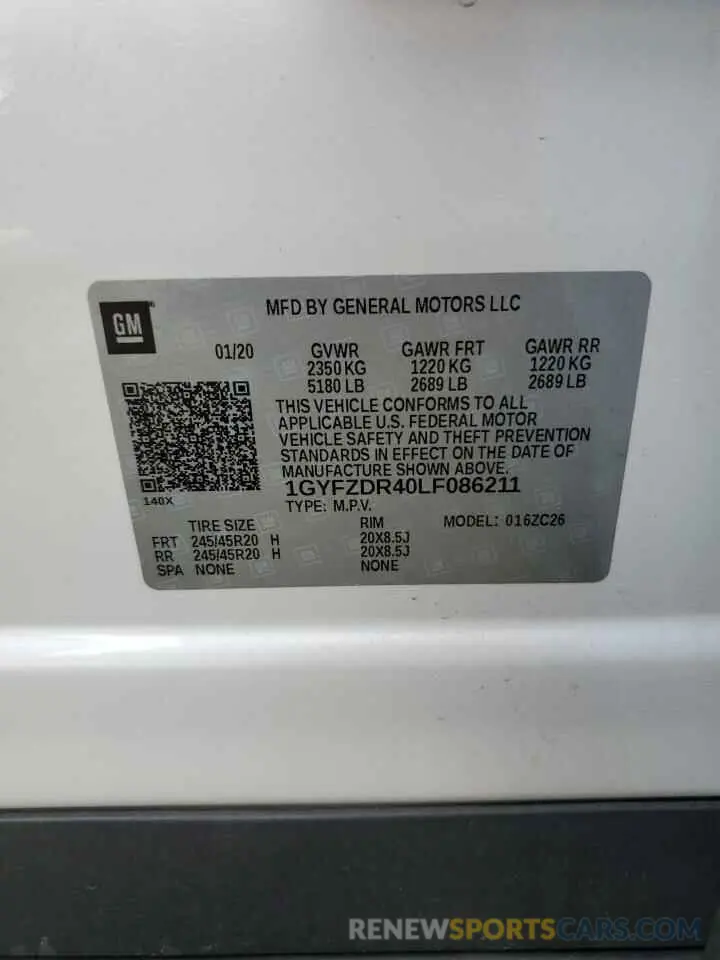 GM
MFD BY GENERAL MOTORS LLC
01/20 GVWR GAWR FRT GAWR RR
2350 KG 1220 KG 1220 KG
5180 LB 2689 LB 2689 LB
THIS VEHICLE CONFORMS TO ALL
APPLICABLE U.S. FEDERAL MOTOR
VEHICLE SAFETY AND THEFT PREVENTION
STANDARDS IN EFFECT ON THE DATE OF
MANUFACTURE SHOWN ABOVE.
1GYFZDR40LF086211
140X
TYPE: M.P.V.
TIRE SIZE RIM MODEL: 016ZC26
FRT 245/45R20 H 20X8.5J
RR 245/45R20 H 20X8.5J
SPA NONE NONE
RENEWSPORTSCARS.COM